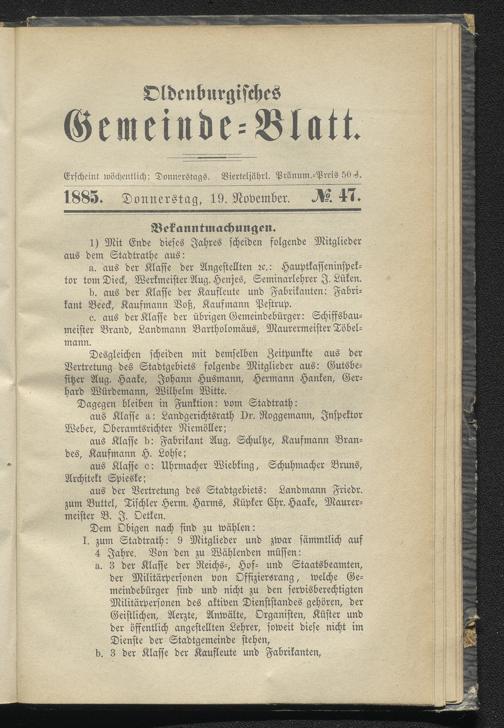 Oldenburgisches
Gemeinde-Blatt.
Erscheint wöchentlich: Donnerstags. Vierteljährl. Pränum.-Preis 50 ₰.
1885. Donnerstag, 19. November. №. 47.
Bekanntmachungen.
1) Mit Ende dieses Jahres scheiden folgende Mitglieder
aus dem Stadtrathe aus:
a. aus der Klasse der Angestellten ꝛc.: Hauptkasseninspek-
tor tom Dieck, Werkmeister Aug. Henjes, Seminarlehrer J. Lüken.
b. aus der Klasse der Kaufleute und Fabrikanten: Fabri-
kant Beeck, Kaufmann Voß, Kaufmann Pestrup.
c. aus der Klasse der übrigen Gemeindebürger: Schiffsbau-
meister Brand, Landmann Bartholomäus, Maurermeister Töbel-
mann.
Desgleichen scheiden mit demselben Zeitpunkte aus der
Vertretung des Stadtgebiets folgende Mitglieder aus: Gutsbe-
sitzer Aug. Haake, Johann Husmann, Hermann Hanken, Ger-
hard Würdemann, Wilhelm Witte.
Dagegen bleiben in Funktion: vom Stadtrath:
aus Klasse a: Landgerichtsrath Dr. Roggemann, Inspektor
Weber, Oberamtsrichter Niemöller;
aus Klasse b: Fabrikant Aug. Schultze, Kaufmann Bran-
des, Kaufmann H. Lohse;
aus Klasse c: Uhrmacher Wiebking, Schuhmacher Bruns,
Architekt Spieske;
aus der Vertretung des Stadtgebiets: Landmann Friedr.
zum Buttel, Tischler Herm. Harms, Küpker Chr. Haake, Maurer-
meister B. J. Oetken.
Dem Obigen nach sind zu wählen:
I. zum Stadtrath: 9 Mitglieder und zwar sämmtlich auf
4 Jahre. Von den zu Wählenden müssen:
a. 3 der Klasse der Reichs-, Hof- und Staatsbeamten,
der Militärpersonen von Offiziersrang, welche Ge-
meindebürger sind und nicht zu den servisberechtigten
Militärpersonen des aktiven Dienststandes gehören, der
Geistlichen, Aerzte, Anwälte, Organisten, Küster und
der öffentlich angestellten Lehrer, soweit diese nicht im
Dienste der Stadtgemeinde stehen,
b. 3 der Klasse der Kaufleute und Fabrikanten,